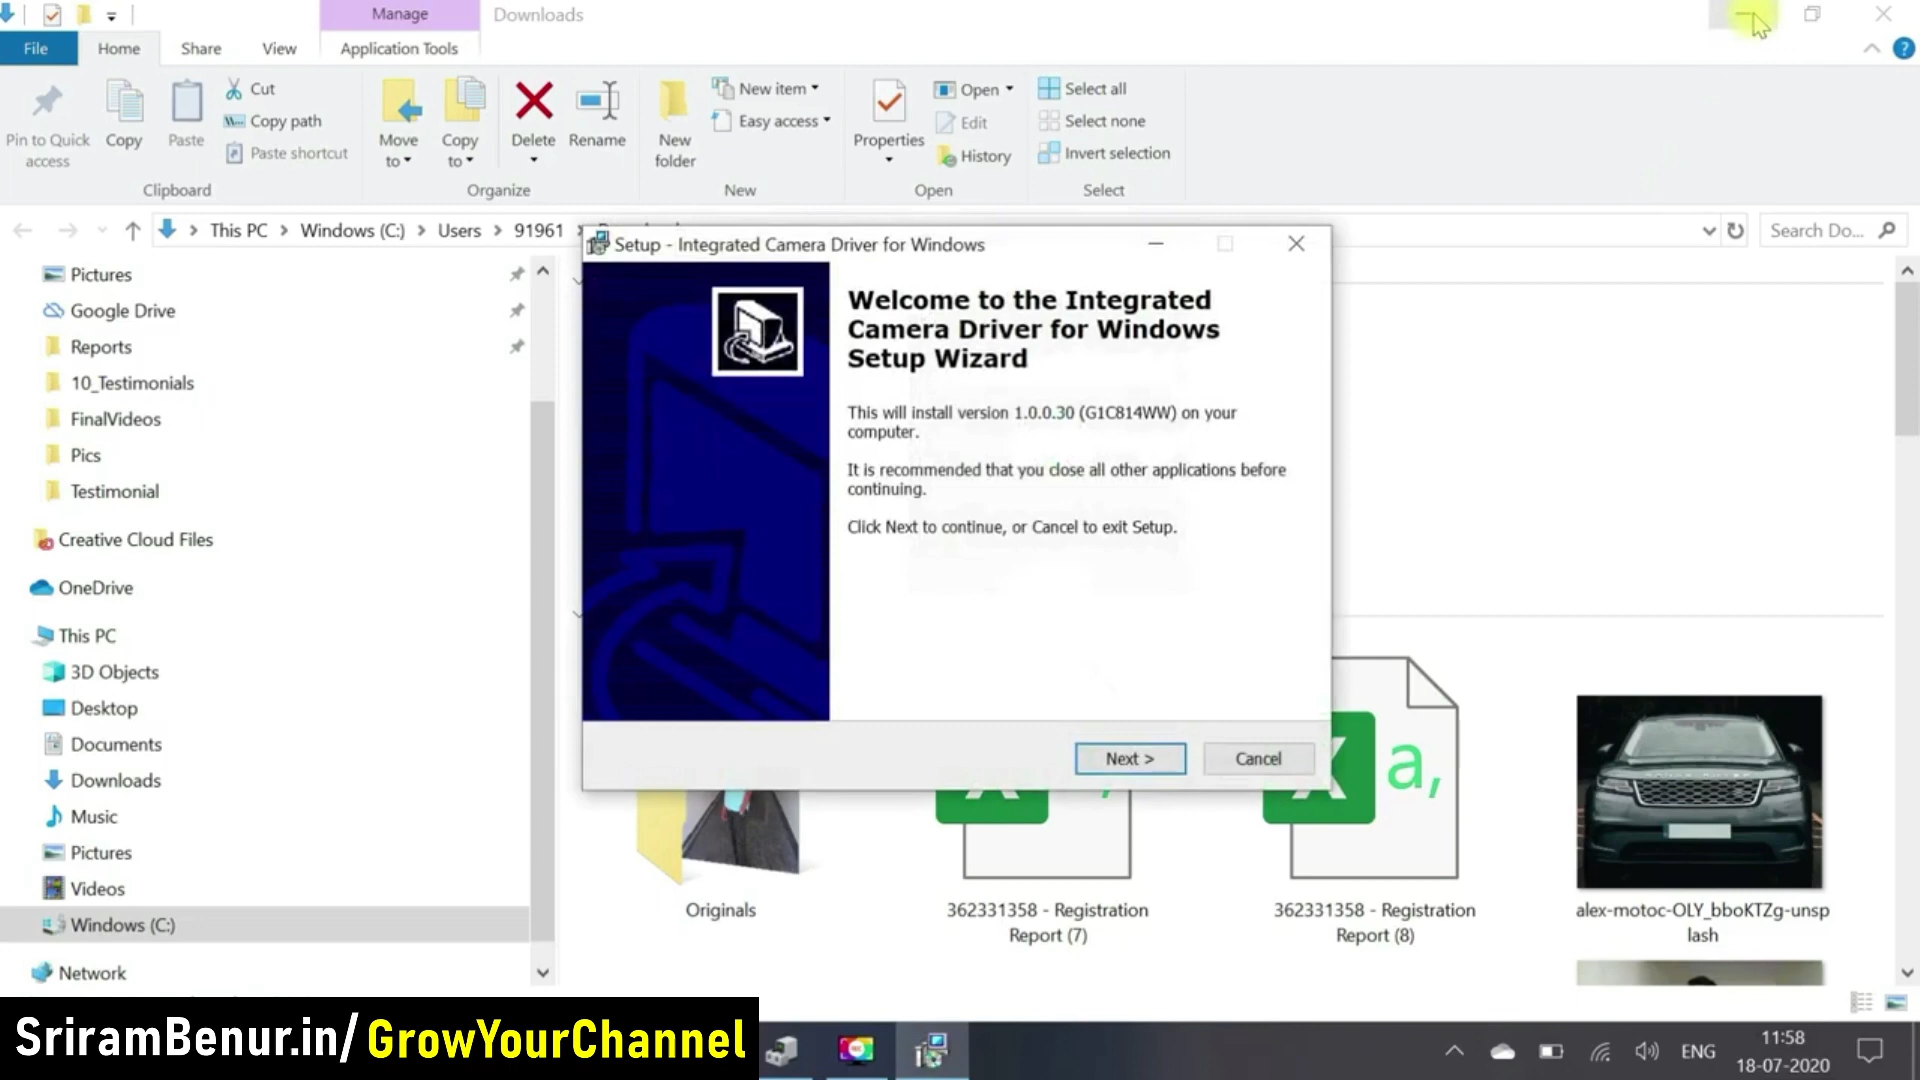 Manage
Downloads
File
Home
Share
View
Application Tools
Pin to Quick
access
Copy
Paste
Cut
Copy path
Paste shortcut
Clipboard
Move
to
Copy
to
Delete
Rename
Organize
New
folder
New item
Easy access
New
Properties
Open
Edit
History
Open
Select all
Select none
Invert selection
Select
This PC
Windows (C:)
Users
91961
Search Do...
Pictures
Google Drive
Reports
10_Testimonials
FinalVideos
Pics
Testimonial
Creative Cloud Files
OneDrive
This PC
3D Objects
Desktop
Documents
Downloads
Music
Pictures
Videos
Windows (C:)
Network
Setup - Integrated Camera Driver for Windows
Welcome to the Integrated
Camera Driver for Windows
Setup Wizard
This will install version 1.0.0.30 (G1C814WW) on your
computer.
It is recommended that you close all other applications before
continuing.
Click Next to continue, or Cancel to exit Setup.
Next >
Cancel
a,
Originals
362331358 - Registration
Report (7)
362331358 - Registration
Report (8)
alex-motoc-OLY_bboKTZg-unsp
lash
SriramBenur.in/GrowYourChannel
ENG
11:58
18-07-2020